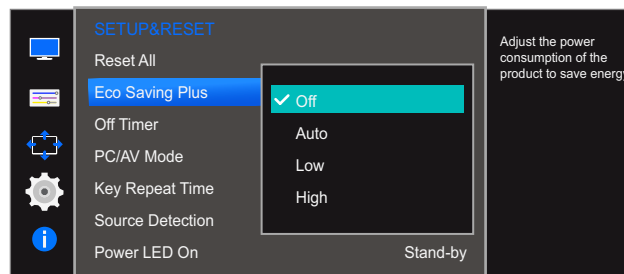 SETUP&RESET
Reset All
Eco Saving Plus
Off Timer
PC/AV Mode
Key Repeat Time
Source Detection
Power LED On
Stand-by
Off
Auto
Low
High
Adjust the power
consumption of the
product to save energy